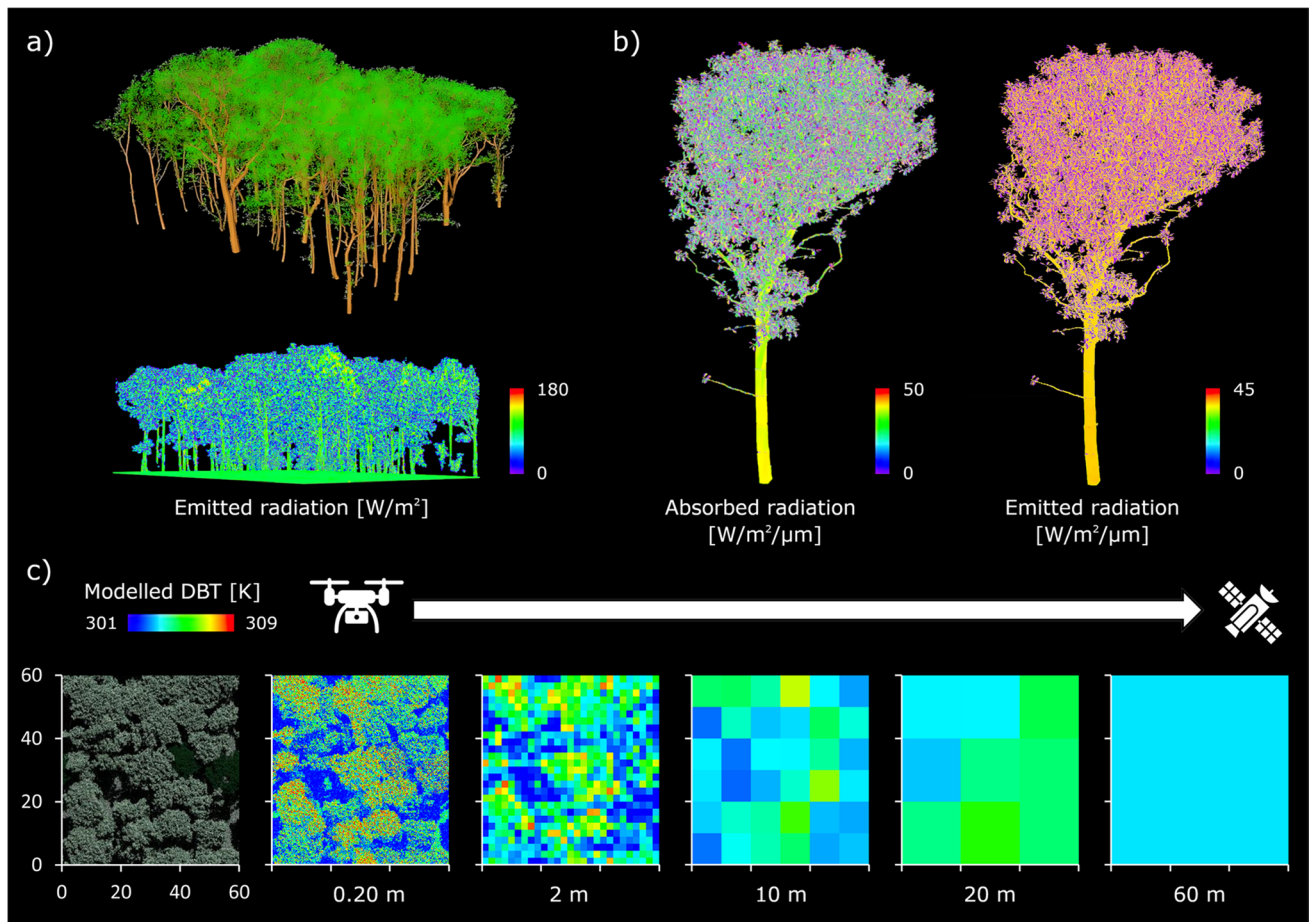 a)
180
0
Emitted radiation [W/m²]
b)
50
0
Absorbed radiation
[W/m²/µm]
45
0
Emitted radiation
[W/m²/µm]
c)
Modelled DBT [K]
301
309
60
40
20
0
0
20
40
60
0.20 m
2 m
10 m
20 m
60 m